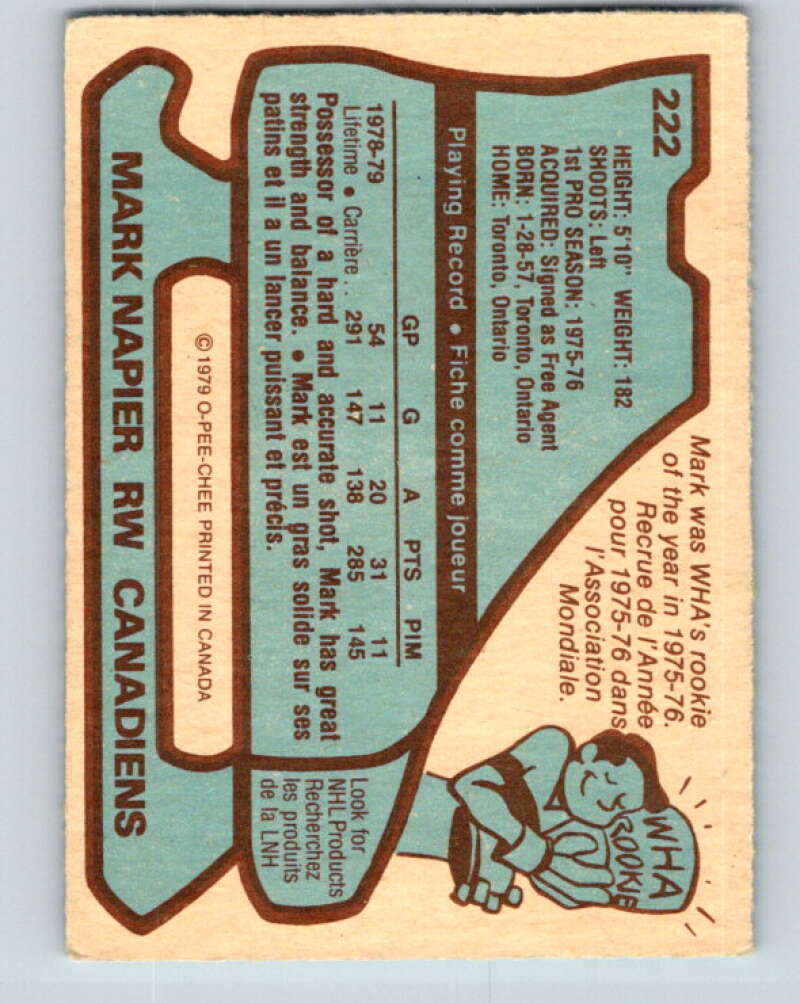 222
HEIGHT: 5'10" WEIGHT: 182
SHOOTS: Left
1st PRO SEASON: 1975-76
ACQUIRED: Signed as Free Agent
BORN: 1-28-57, Toronto, Ontario
HOME: Toronto, Ontario
Mark was WHA's rookie
of the year in 1975-76.
Recrue de l'Année
pour 1975-76 dans
l'Association
Mondiale.
WHA
ROOKIE
Playing Record • Fiche comme joueur
GP G A PTS PIM
1978-79 54 11 20 31 11
Lifetime • Carrière . . 291 147 138 285 145
Possessor of a hard and accurate shot, Mark has great
strength and balance. • Mark est un gras solide sur ses
patins et il a un lancer puissant et précis.
Look for
NHL Products
Recherchez
les produits
de la LNH
© 1979 O-PEE-CHEE PRINTED IN CANADA
MARK NAPIER RW CANADIENS